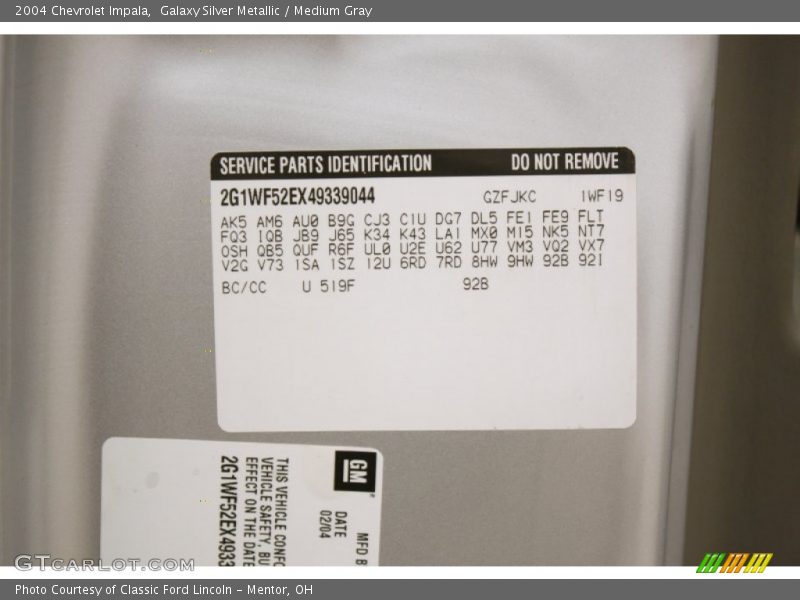 2004 Chevrolet Impala,  Galaxy Silver Metallic / Medium Gray
SERVICE PARTS IDENTIFICATION DO NOT REMOVE
2G1WF52EX49339044 GZFJKC 1WF19
AK5 AM6 AU0 B9G CJ3 C1U DG7 DL5 FE1 FE9 FLT
FQ3 1QB JB9 J65 K34 K43 LA1 MX0 M15 NK5 NT7
OSH QB5 QUF R6F UL0 U2E U62 U77 VM3 VQ2 VX7
V2G V73 1SA 1SZ 12U 6RD 7RD 8HW 9HW 92B 92I
BC/CC U 519F 92B
GM
MFD B
DATE
02/04
THIS VEHICLE CONFO
VEHICLE SAFETY, BU
EFFECT ON THE DATE
2G1WF52EX4933
GTCARLOT.COM
Photo Courtesy of Classic Ford Lincoln - Mentor, OH